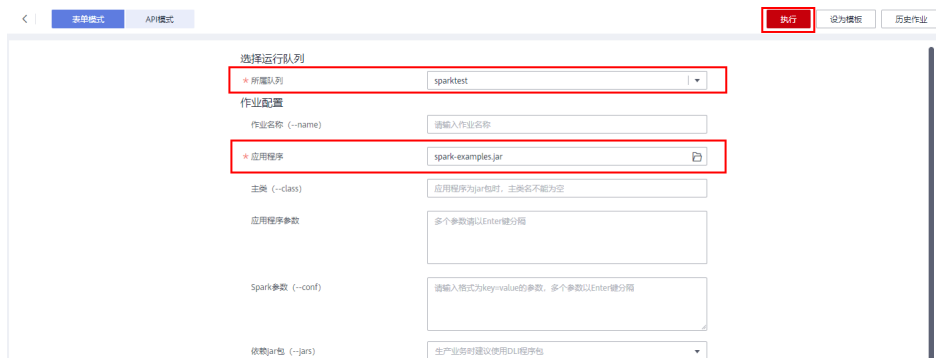 表单模式 API模式 执行 设为模板 历史作业
选择运行队列
* 所属队列 sparktest
作业配置
作业名称（--name） 请输入作业名称
* 应用程序 spark-examples.jar
主类（--class） 应用程序为jar包时，主类名不能为空
应用程序参数 多个参数请以Enter键分隔
Spark参数（--conf） 请输入格式为key=value的参数，多个参数以Enter键分隔
依赖jar包（--jars） 生产业务时建议使用DLI程序包